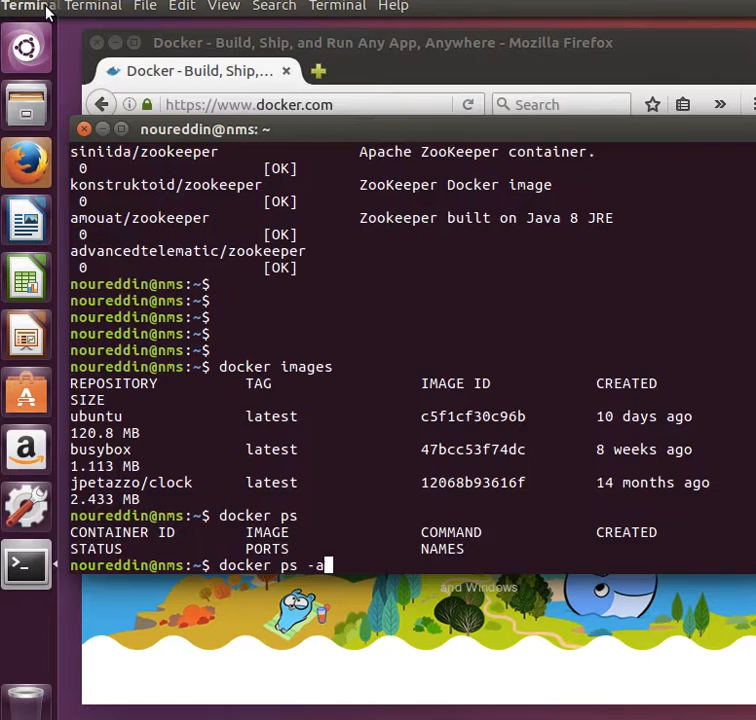 Terminal Terminal File Edit View Search Terminal Help
Docker - Build, Ship, and Run Any App, Anywhere - Mozilla Firefox
Docker - Build, Ship,...
https://www.docker.com Search
noureddin@nms: ~
siniida/zookeeper Apache ZooKeeper container.
0 [OK]
konstruktoid/zookeeper ZooKeeper Docker image
0 [OK]
amouat/zookeeper Zookeeper built on Java 8 JRE
0 [OK]
advancedtelematic/zookeeper
0 [OK]
noureddin@nms:~$
noureddin@nms:~$
noureddin@nms:~$
noureddin@nms:~$
noureddin@nms:~$
noureddin@nms:~$ docker images
REPOSITORY TAG IMAGE ID CREATED
SIZE
ubuntu latest c5f1cf30c96b 10 days ago
120.8 MB
busybox latest 47bcc53f74dc 8 weeks ago
1.113 MB
jpetazzo/clock latest 12068b93616f 14 months ago
2.433 MB
noureddin@nms:~$ docker ps
CONTAINER ID IMAGE COMMAND CREATED
STATUS PORTS NAMES
noureddin@nms:~$ docker ps -a
and Windows